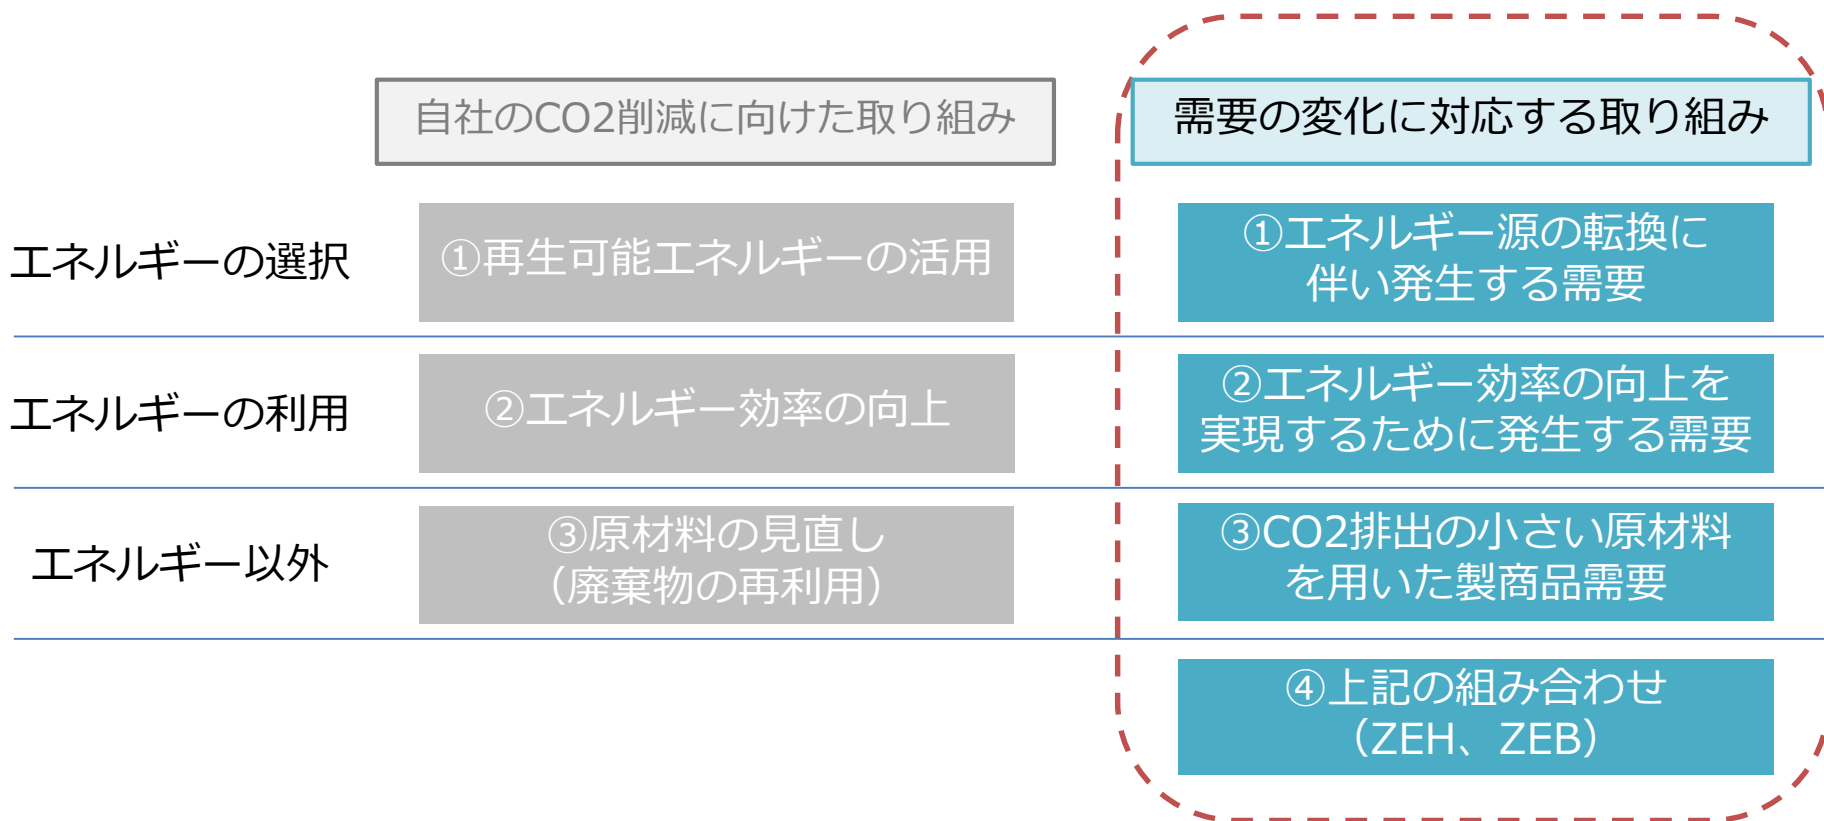 自社のCO2削減に向けた取り組み
需要の変化に対応する取り組み
エネルギーの選択
①再生可能エネルギーの活用
①エネルギー源の転換に
伴い発生する需要
エネルギーの利用
②エネルギー効率の向上
②エネルギー効率の向上を
実現するために発生する需要
エネルギー以外
③原材料の見直し
（廃棄物の再利用）
③CO2排出の小さい原材料
を用いた製商品需要
④上記の組み合わせ
（ZEH、ZEB）